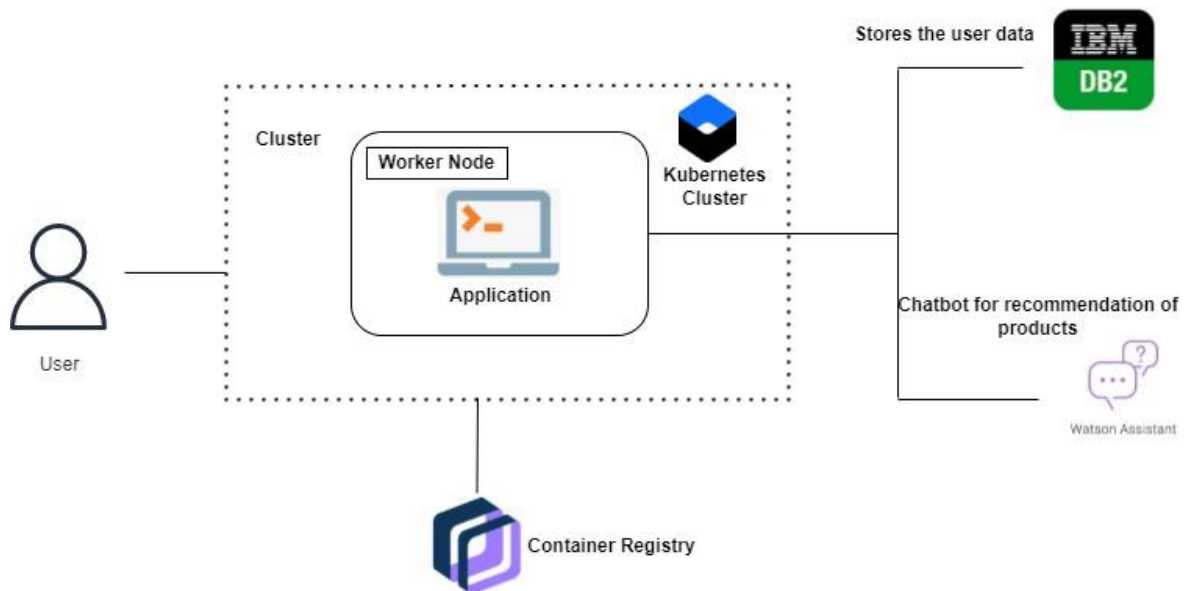 Stores the user data
IBM
DB2
Cluster
Worker Node
Kubernetes
Cluster
Application
User
Chatbot for recommendation of
products
Watson Assistant
Container Registry